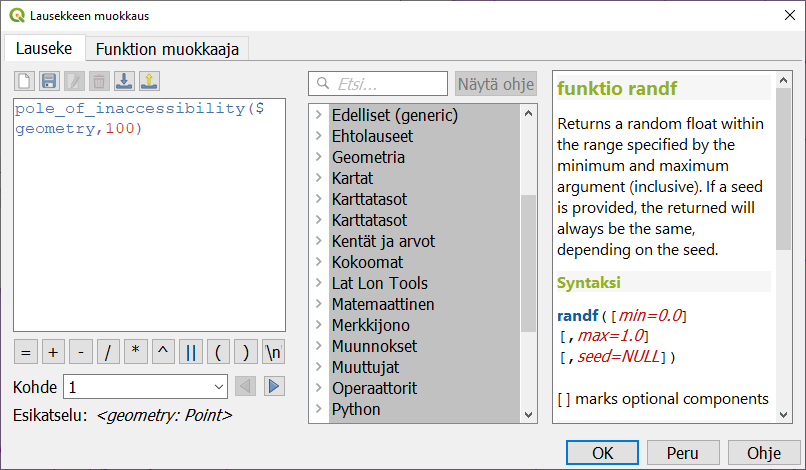 Lausekkeen muokkaus
Lauseke
Funktion muokkaaja
pole_of_inaccessibility($
geometry,100)
= + - / * ^ || ( ) \n'
Kohde 1
Esikatselu: <geometry: Point>
Etsi...
Näytä ohje
Edelliset (generic)
Ehtolauseet
Geometria
Kartat
Karttatasot
Karttatasot
Kentät ja arvot
Kokoomat
Lat Lon Tools
Matemaattinen
Merkkijono
Muunnokset
Muuttujat
Operaattorit
Python
funktio randf
Returns a random float within
the range specified by the
minimum and maximum
argument (inclusive). If a seed
is provided, the returned will
always be the same,
depending on the seed.
Syntaksi
randf([min=0.0]
[,max=1.0]
[,seed=NULL])
[ ] marks optional components
OK
Peru
Ohje